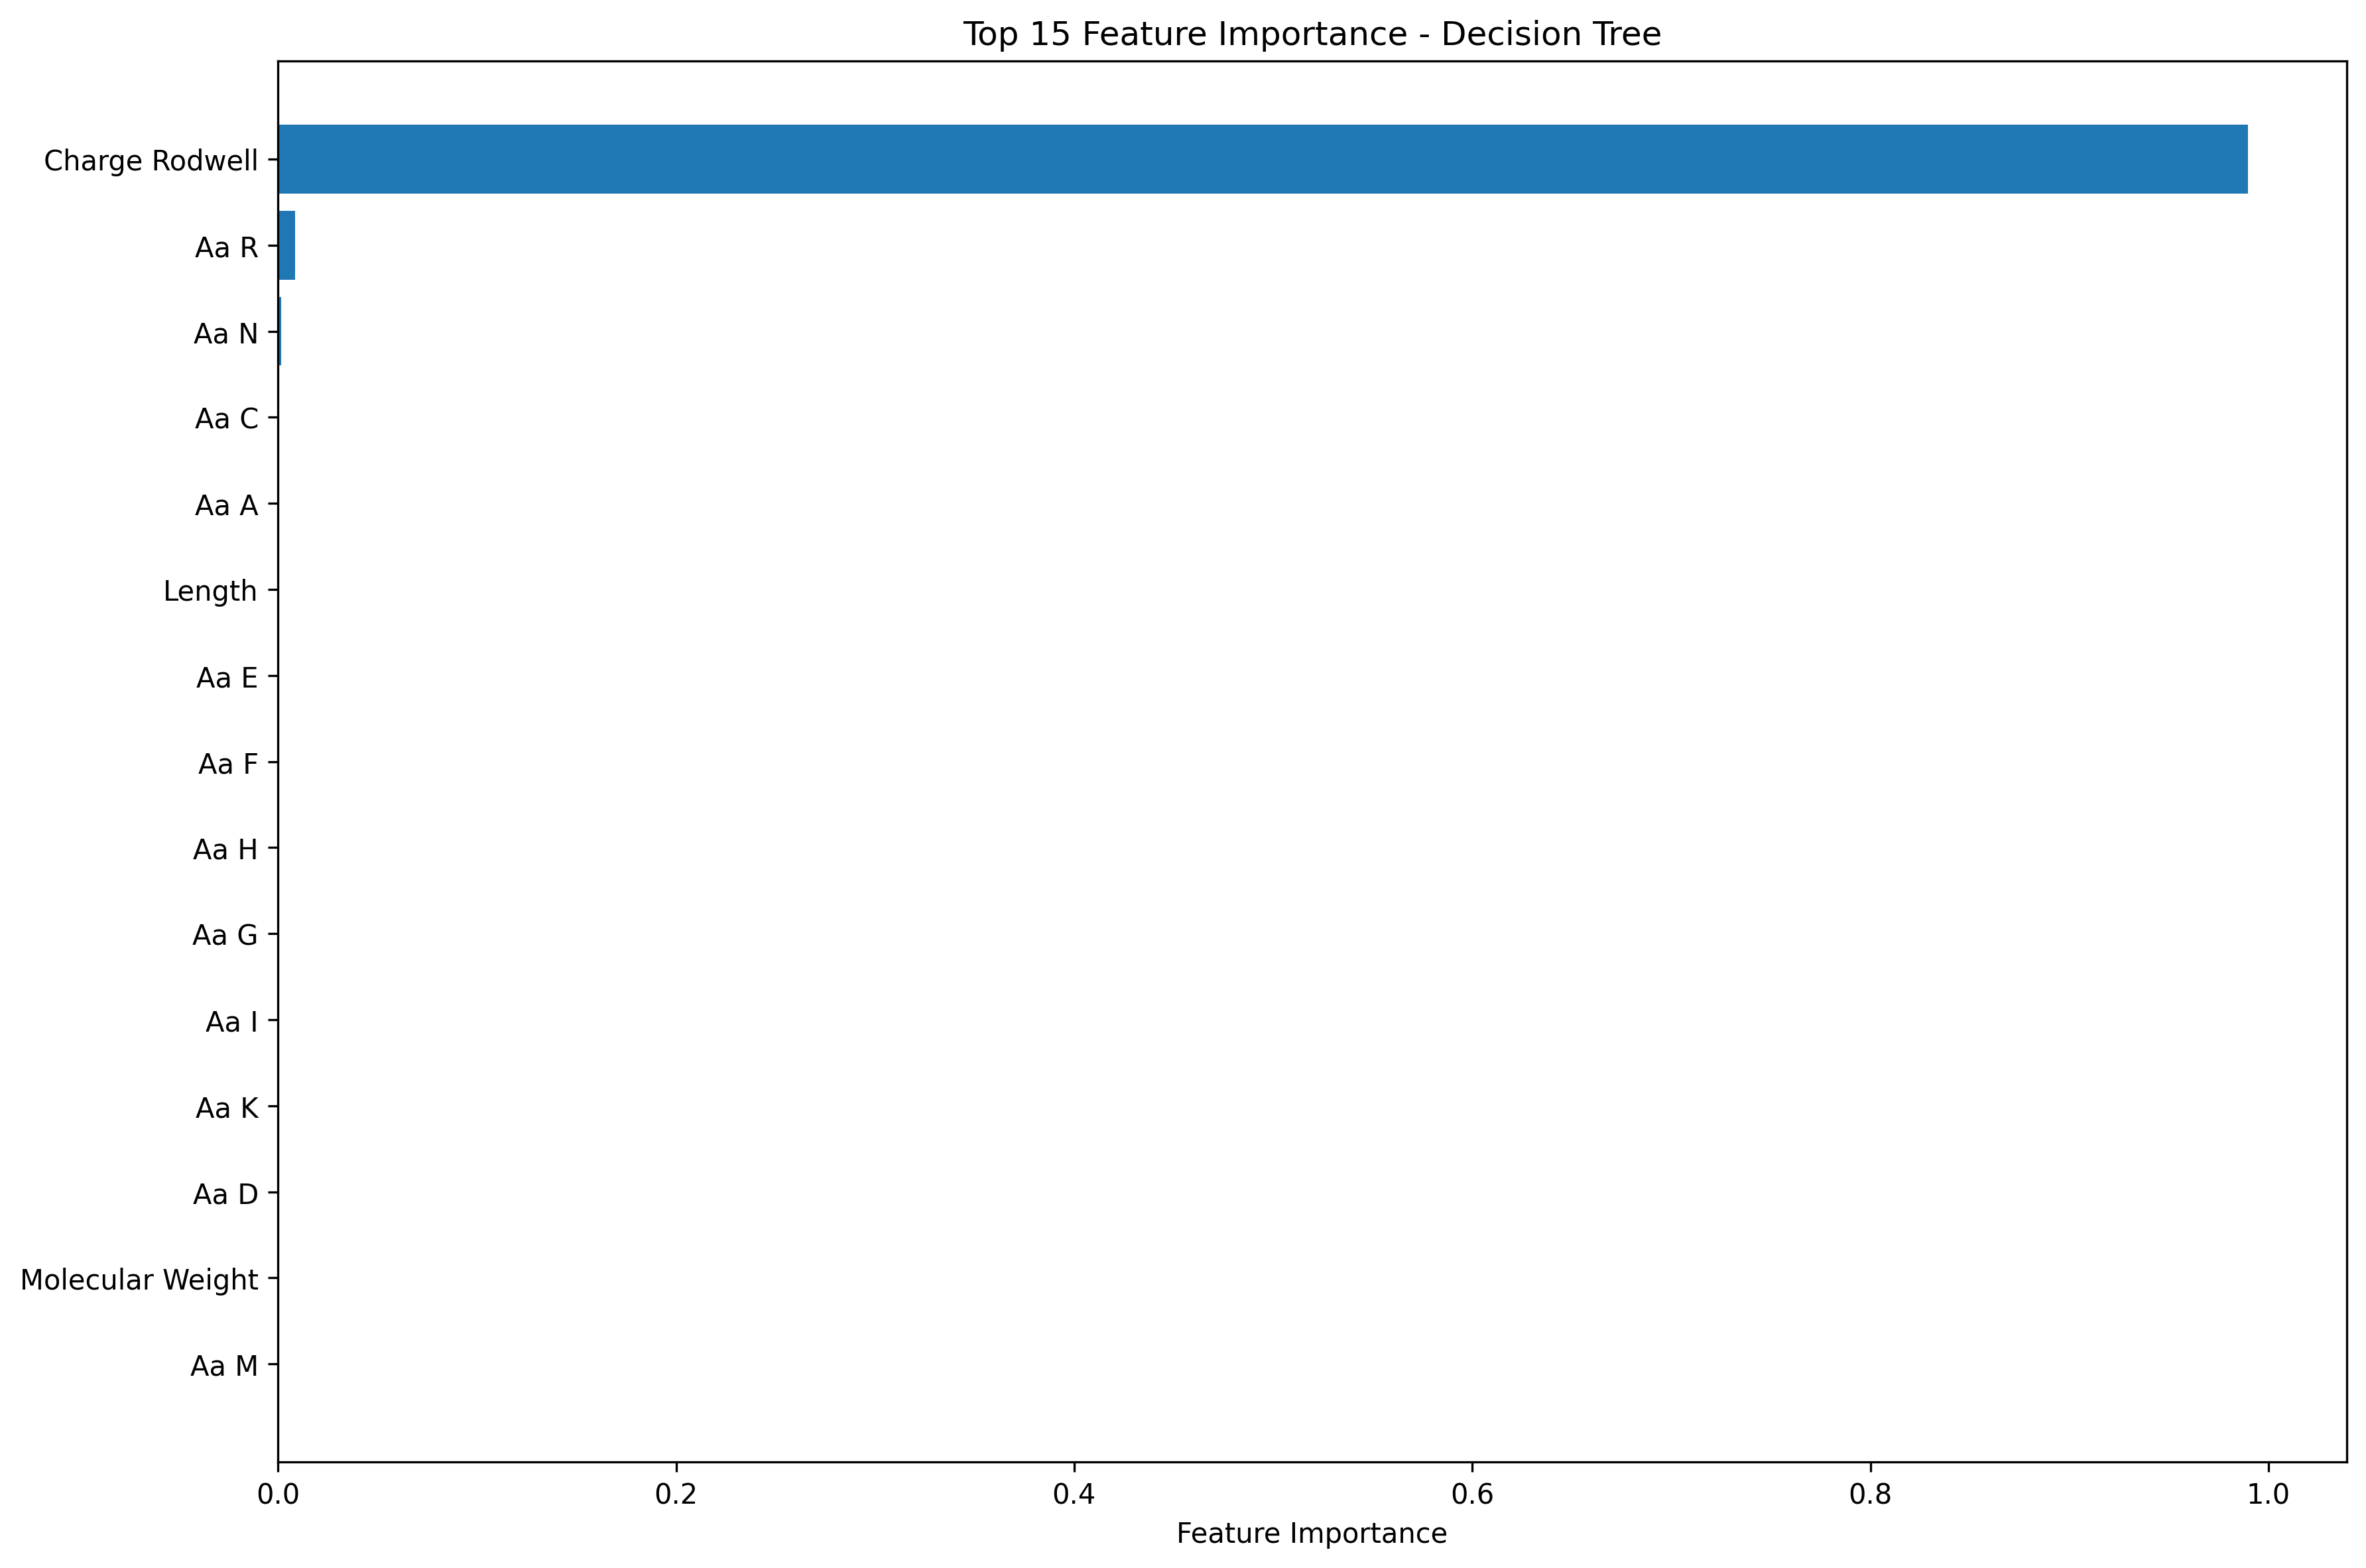 Top 15 Feature Importance - Decision Tree
Charge Rodwell
Aa R
Aa N
Aa C
Aa A
Length
Aa E
Aa F
Aa H
Aa G
Aa I
Aa K
Aa D
Molecular Weight
Aa M
0.0 0.2 0.4 0.6 0.8 1.0
Feature Importance